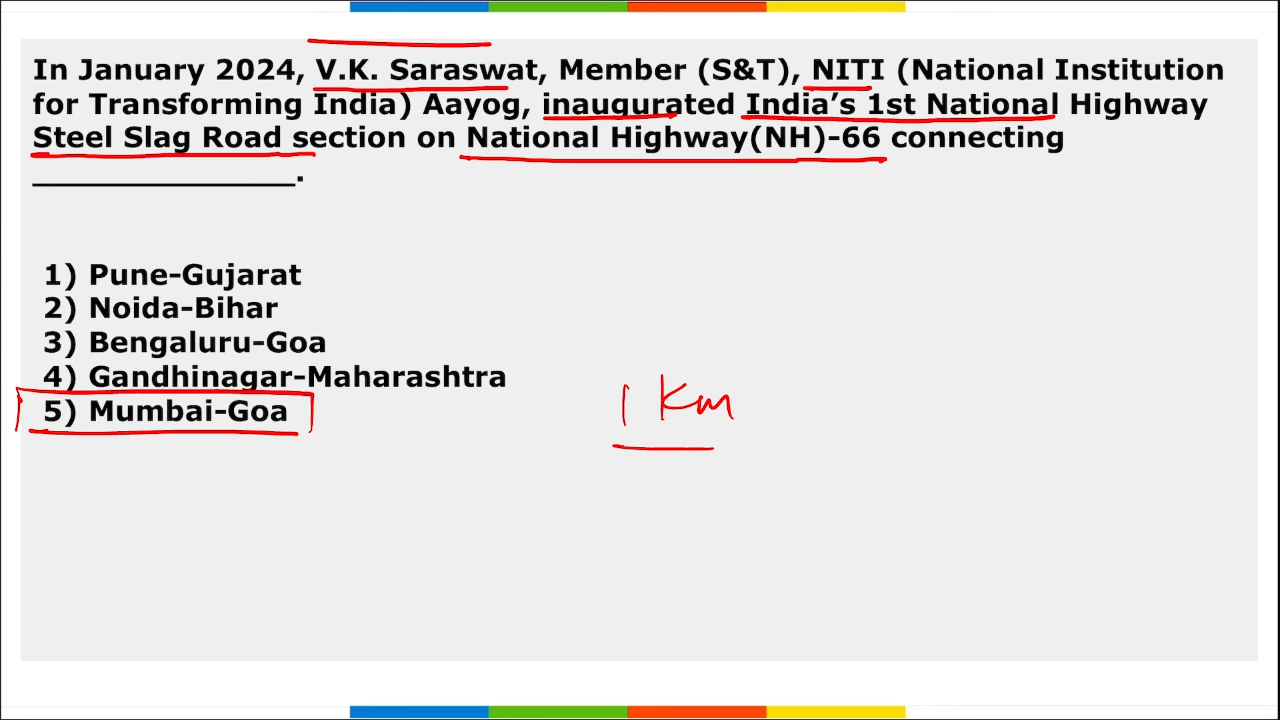 In January 2024, V.K. Saraswat, Member (S&T), NITI (National Institution
for Transforming India) Aayog, inaugurated India’s 1st National Highway
Steel Slag Road section on National Highway(NH)-66 connecting
_______________.
1) Pune-Gujarat
2) Noida-Bihar
3) Bengaluru-Goa
4) Gandhinagar-Maharashtra
5) Mumbai-Goa
1 Km